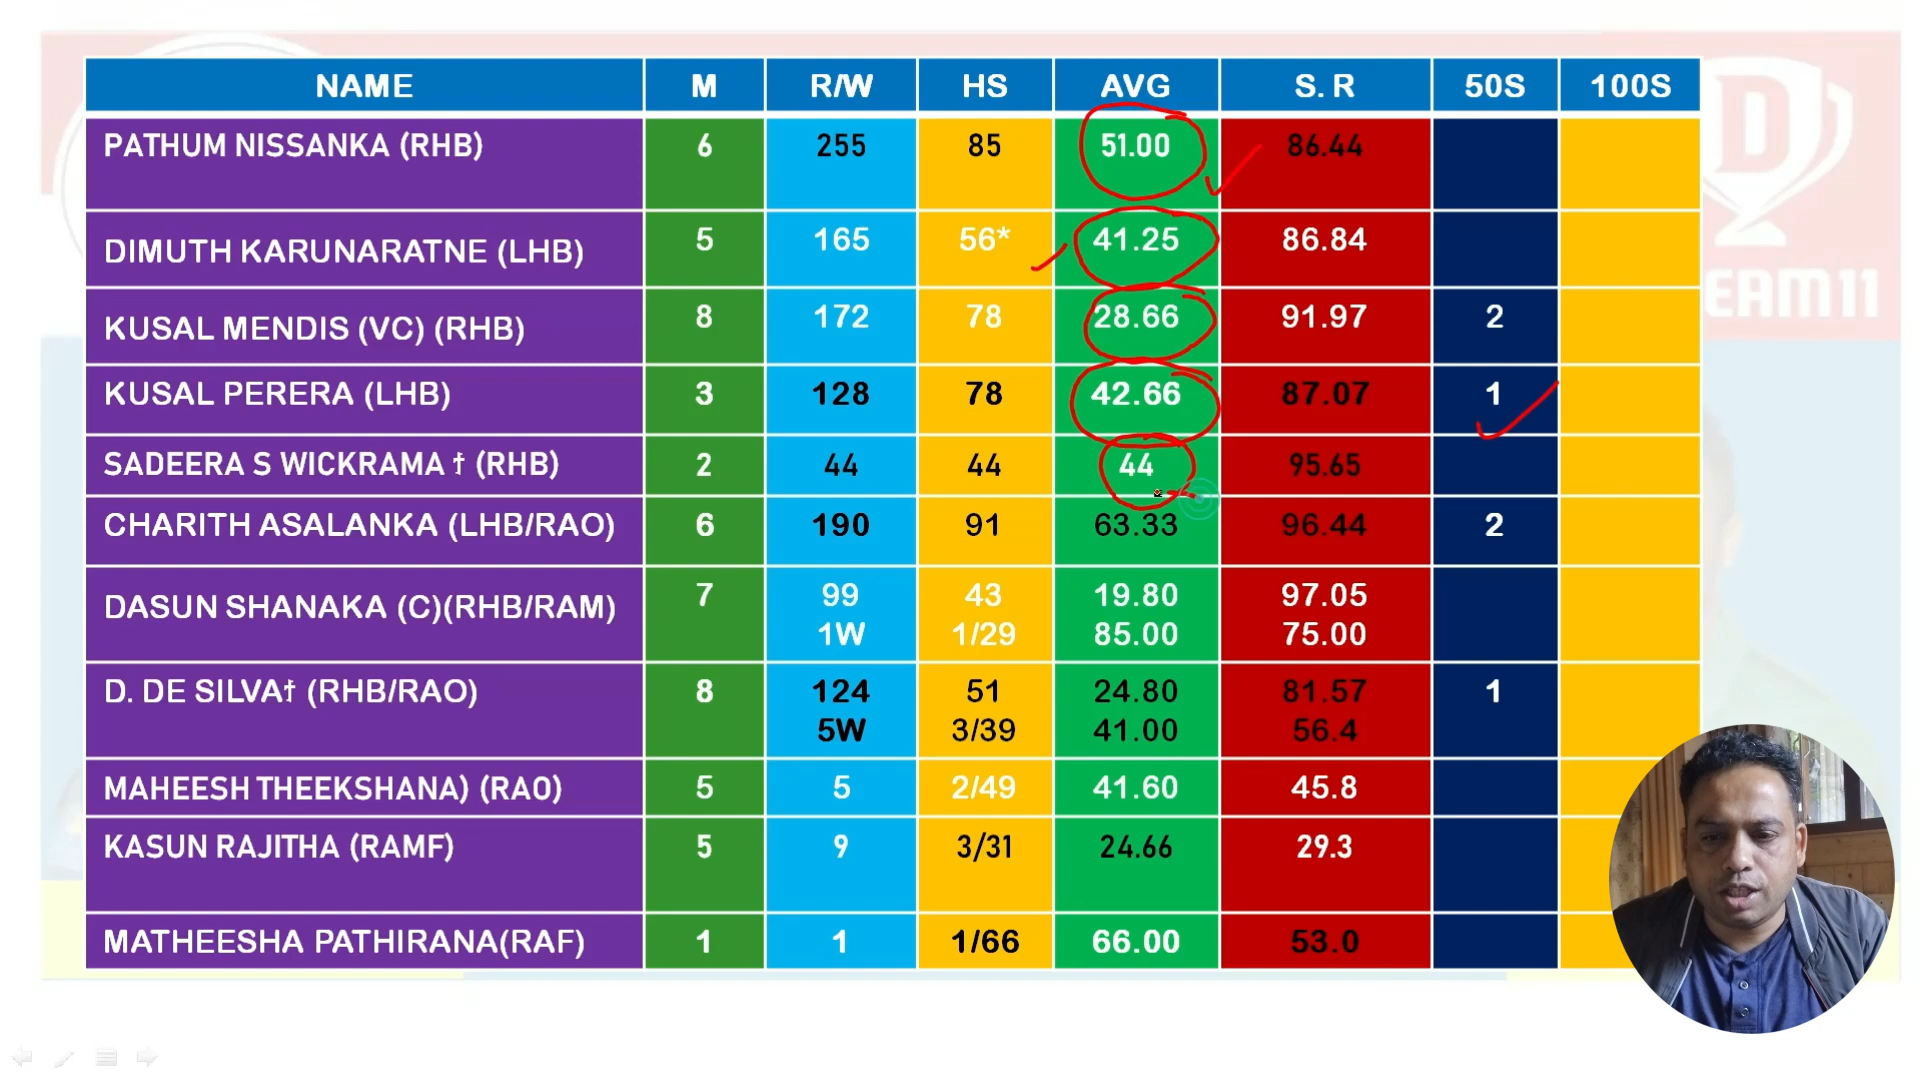 NAME M R/W HS AVG S. R 50S 100S
PATHUM NISSANKA (RHB) 6 255 85 51.00 86.44
DIMUTH KARUNARATNE (LHB) 5 165 56* 41.25 86.84
KUSAL MENDIS (VC) (RHB) 8 172 78 28.66 91.97 2
KUSAL PERERA (LHB) 3 128 78 42.66 87.07 1
SADEERA S WICKRAMA † (RHB) 2 44 44 44 95.65
CHARITH ASALANKA (LHB/RAO) 6 190 91 63.33 96.44 2
DASUN SHANAKA (C)(RHB/RAM) 7 99 43 19.80 97.05
1W 1/29 85.00 75.00
D. DE SILVA† (RHB/RAO) 8 124 51 24.80 81.57 1
5W 3/39 41.00 56.4
MAHEESH THEEKSHANA) (RAO) 5 5 2/49 41.60 45.8
KASUN RAJITHA (RAMF) 5 9 3/31 24.66 29.3
MATHEESHA PATHIRANA(RAF) 1 1 1/66 66.00 53.0
D
EAM11